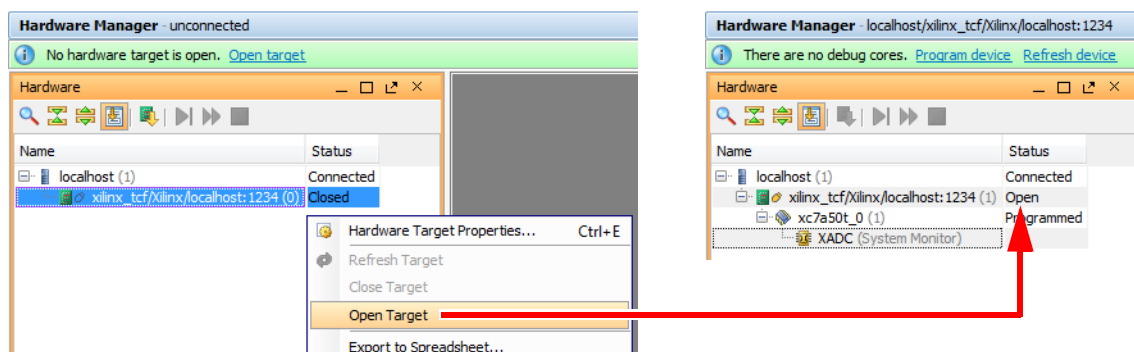 Hardware Manager - unconnected
No hardware target is open. Open target
Hardware
Name Status
localhost (1) Connected
xilinx_tcf/Xilinx/localhost:1234 (0) Closed
Hardware Target Properties... Ctrl+E
Refresh Target
Close Target
Open Target
Export to Spreadsheet...
Hardware Manager - localhost/xilinx_tcf/Xilinx/localhost:1234
There are no debug cores. Program device Refresh device
Hardware
Name Status
localhost (1) Connected
xilinx_tcf/Xilinx/localhost:1234 (1) Open
xc7a50t_0 (1) Programmed
XADC (System Monitor)